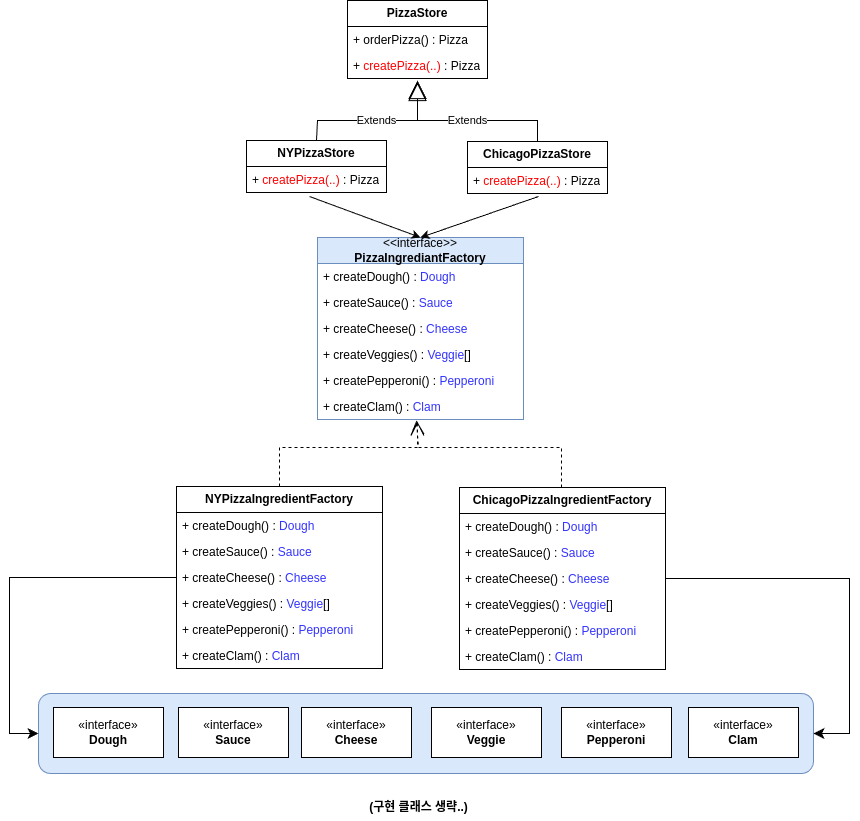 PizzaStore
+ orderPizza() : Pizza
+ createPizza(..) : Pizza
Extends
Extends
NYPizzaStore
+ createPizza(..) : Pizza
ChicagoPizzaStore
+ createPizza(..) : Pizza
<<interface>>
PizzaIngrediantFactory
+ createDough() : Dough
+ createSauce() : Sauce
+ createCheese() : Cheese
+ createVeggies() : Veggie[]
+ createPepperoni() : Pepperoni
+ createClam() : Clam
NYPizzaIngredientFactory
+ createDough() : Dough
+ createSauce() : Sauce
+ createCheese() : Cheese
+ createVeggies() : Veggie[]
+ createPepperoni() : Pepperoni
+ createClam() : Clam
ChicagoPizzaIngredientFactory
+ createDough() : Dough
+ createSauce() : Sauce
+ createCheese() : Cheese
+ createVeggies() : Veggie[]
+ createPepperoni() : Pepperoni
+ createClam() : Clam
«interface»
Dough
«interface»
Sauce
«interface»
Cheese
«interface»
Veggie
«interface»
Pepperoni
«interface»
Clam
(구현 클래스 생략..)